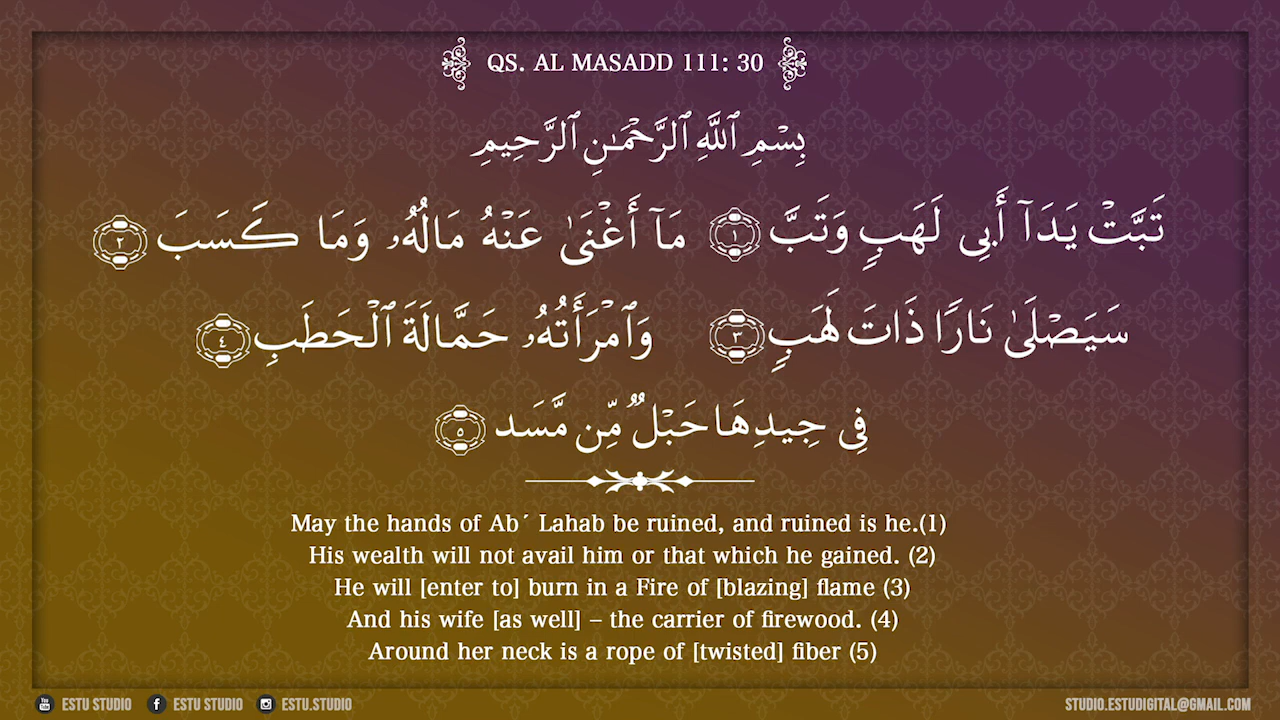 QS. AL MASADD 111: 30
بِسْمِ ٱللَّهِ ٱلرَّحْمَـٰنِ ٱلرَّحِيمِ
تَبَّتْ يَدَآ أَبِى لَهَبٍ وَتَبَّ ١ مَآ أَغْنَىٰ عَنْهُ مَالُهُۥ وَمَا كَسَبَ ٢
سَيَصْلَىٰ نَارًا ذَاتَ لَهَبٍ ٣ وَٱمْرَأَتُهُۥ حَمَّالَةَ ٱلْحَطَبِ ٤
فِى جِيدِهَا حَبْلٌ مِّن مَّسَد ٥
May the hands of Ab´ Lahab be ruined, and ruined is he.(1)
His wealth will not avail him or that which he gained. (2)
He will [enter to] burn in a Fire of [blazing] flame (3)
And his wife [as well] – the carrier of firewood. (4)
Around her neck is a rope of [twisted] fiber (5)
ESTU STUDIO ESTU STUDIO ESTU.STUDIO STUDIO.ESTUDIGITAL@GMAIL.COM